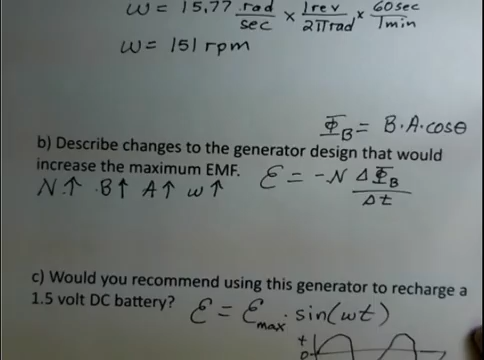 ω = 15.77 rad/sec × 1 rev/2π rad × 60 sec/1 min
ω = 151 rpm
Φ_B = B·A·cosθ
b) Describe changes to the generator design that would
increase the maximum EMF. ℰ = -N ΔΦ_B/Δt
N↑ B↑ A↑ ω↑
c) Would you recommend using this generator to recharge a
1.5 volt DC battery? ℰ = ℰ_max sin(ωt)
+
0